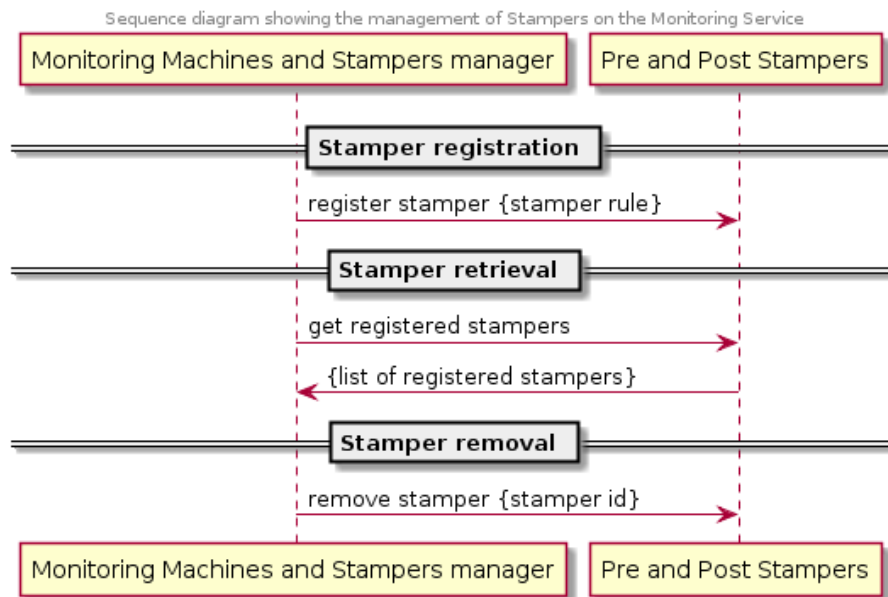 Sequence diagram showing the management of Stampers on the Monitoring Service
Monitoring Machines and Stampers manager
Pre and Post Stampers
Stamper registration
register stamper {stamper rule}
Stamper retrieval
get registered stampers
{list of registered stampers}
Stamper removal
remove stamper {stamper id}
Monitoring Machines and Stampers manager
Pre and Post Stampers